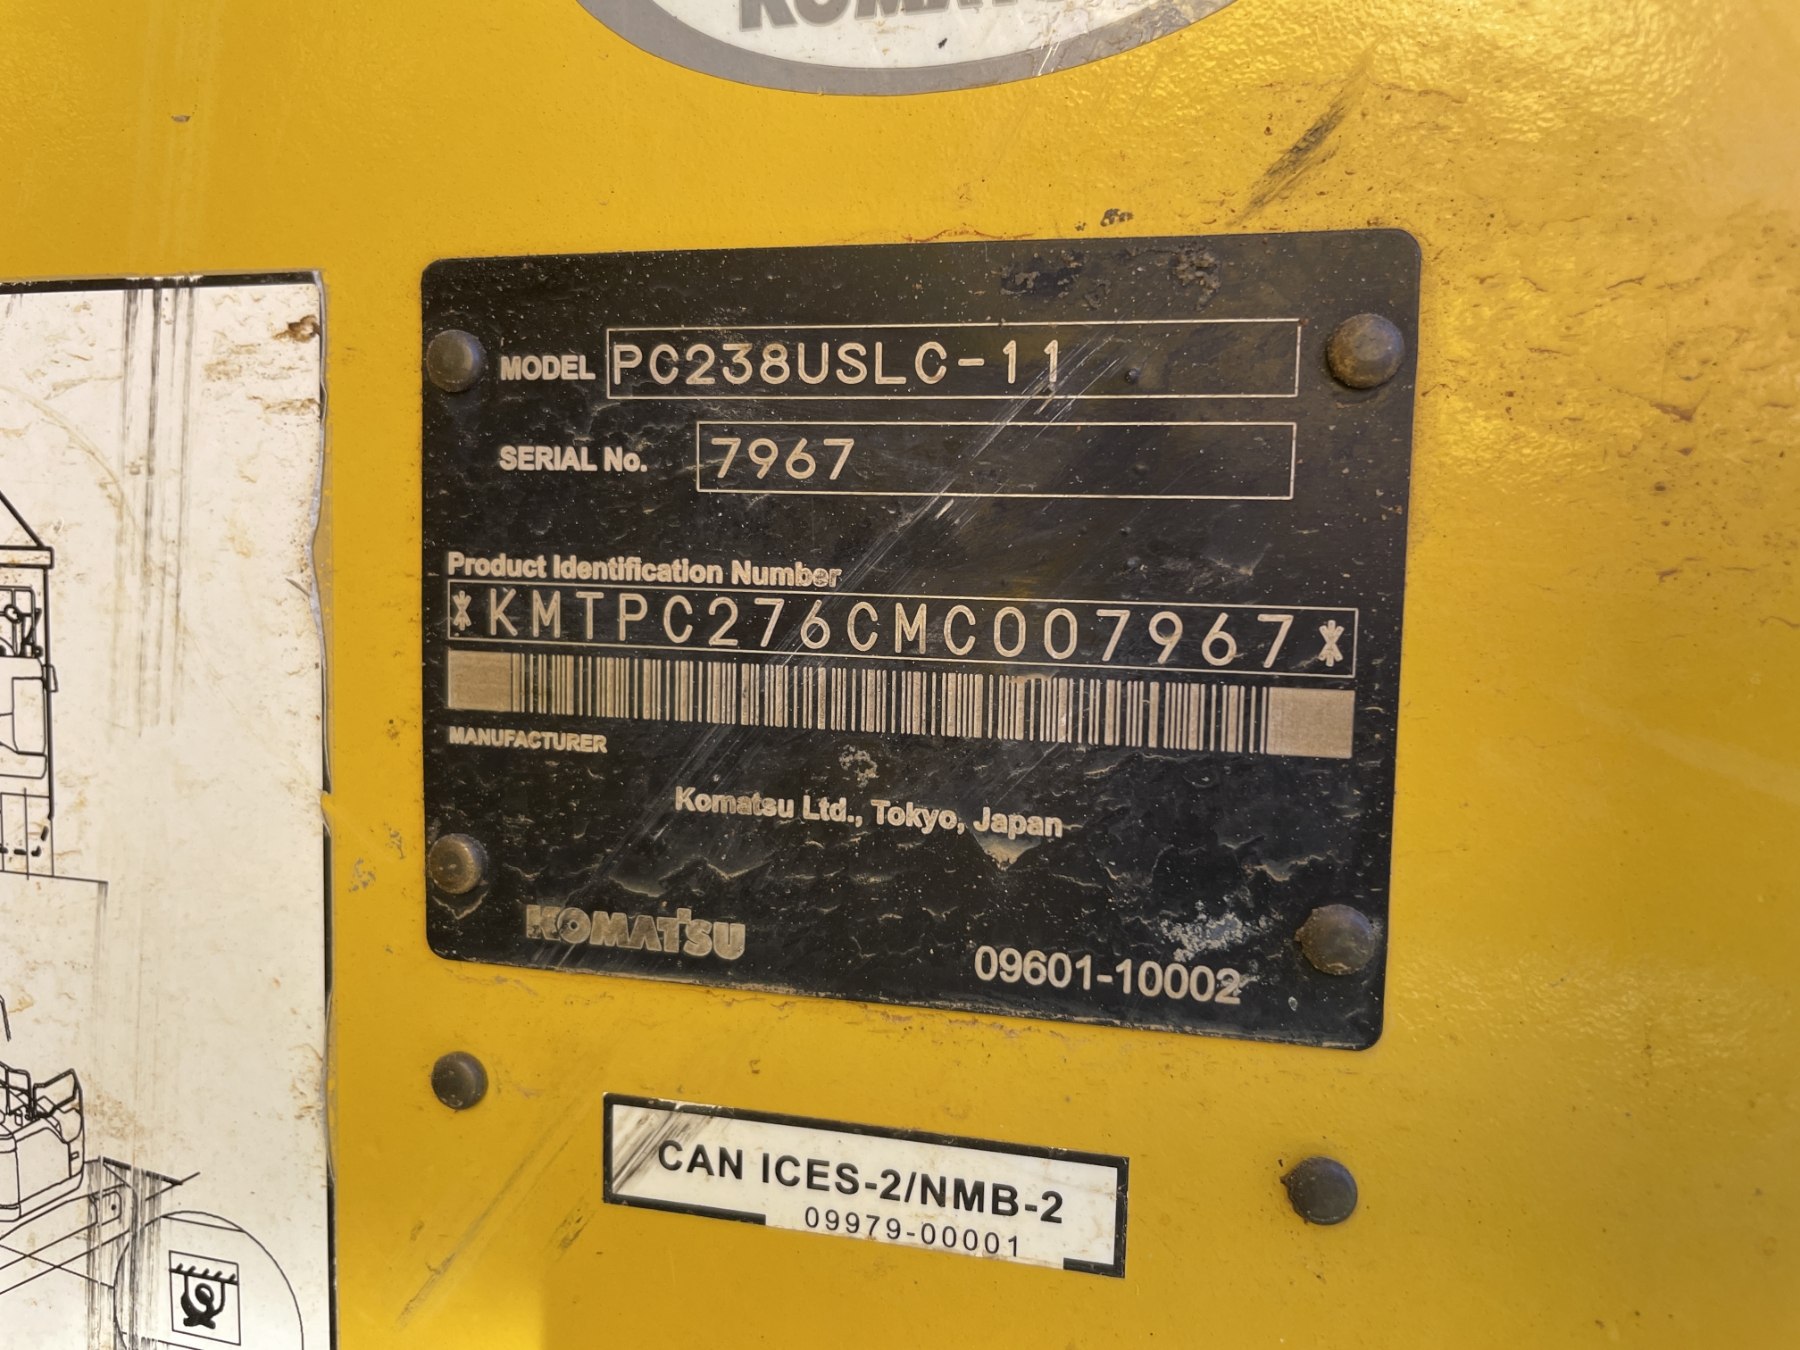 KOMATSU
MODEL PC238USLC-11
SERIAL No. 7967
Product Identification Number
*KMTPC276CMC007967*
MANUFACTURER
Komatsu Ltd., Tokyo, Japan
KOMATSU
09601-10002
CAN ICES-2/NMB-2
09979-00001